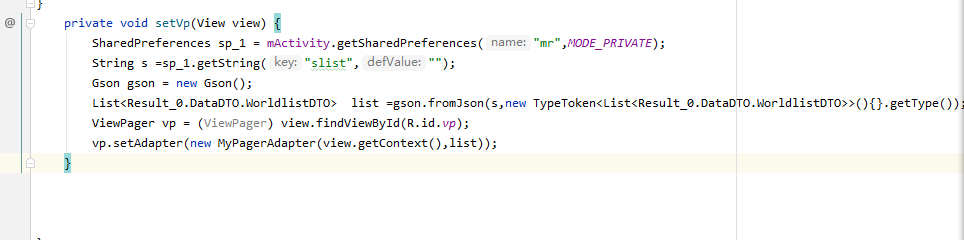 }
@ private void setVp(View view) {
SharedPreferences sp_1 = mActivity.getSharedPreferences( name: "mr",MODE_PRIVATE);
String s =sp_1.getString( key: "slist", defValue: "");
Gson gson = new Gson();
List<Result_0.DataDTO.WorldlistDTO>  list =gson.fromJson(s,new TypeToken<List<Result_0.DataDTO.WorldlistDTO>>(){}.getType());
ViewPager vp = (ViewPager) view.findViewById(R.id.vp);
vp.setAdapter(new MyPagerAdapter(view.getContext(),list));
}